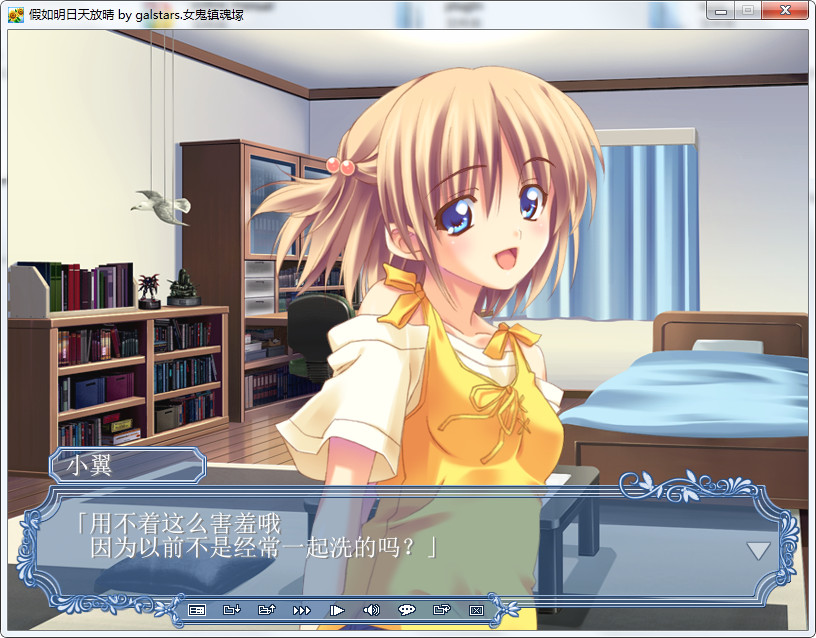 假如明日天放晴 by galstars.女鬼镇魂塚
小翼
「用不着这么害羞哦
因为以前不是经常一起洗的吗？」